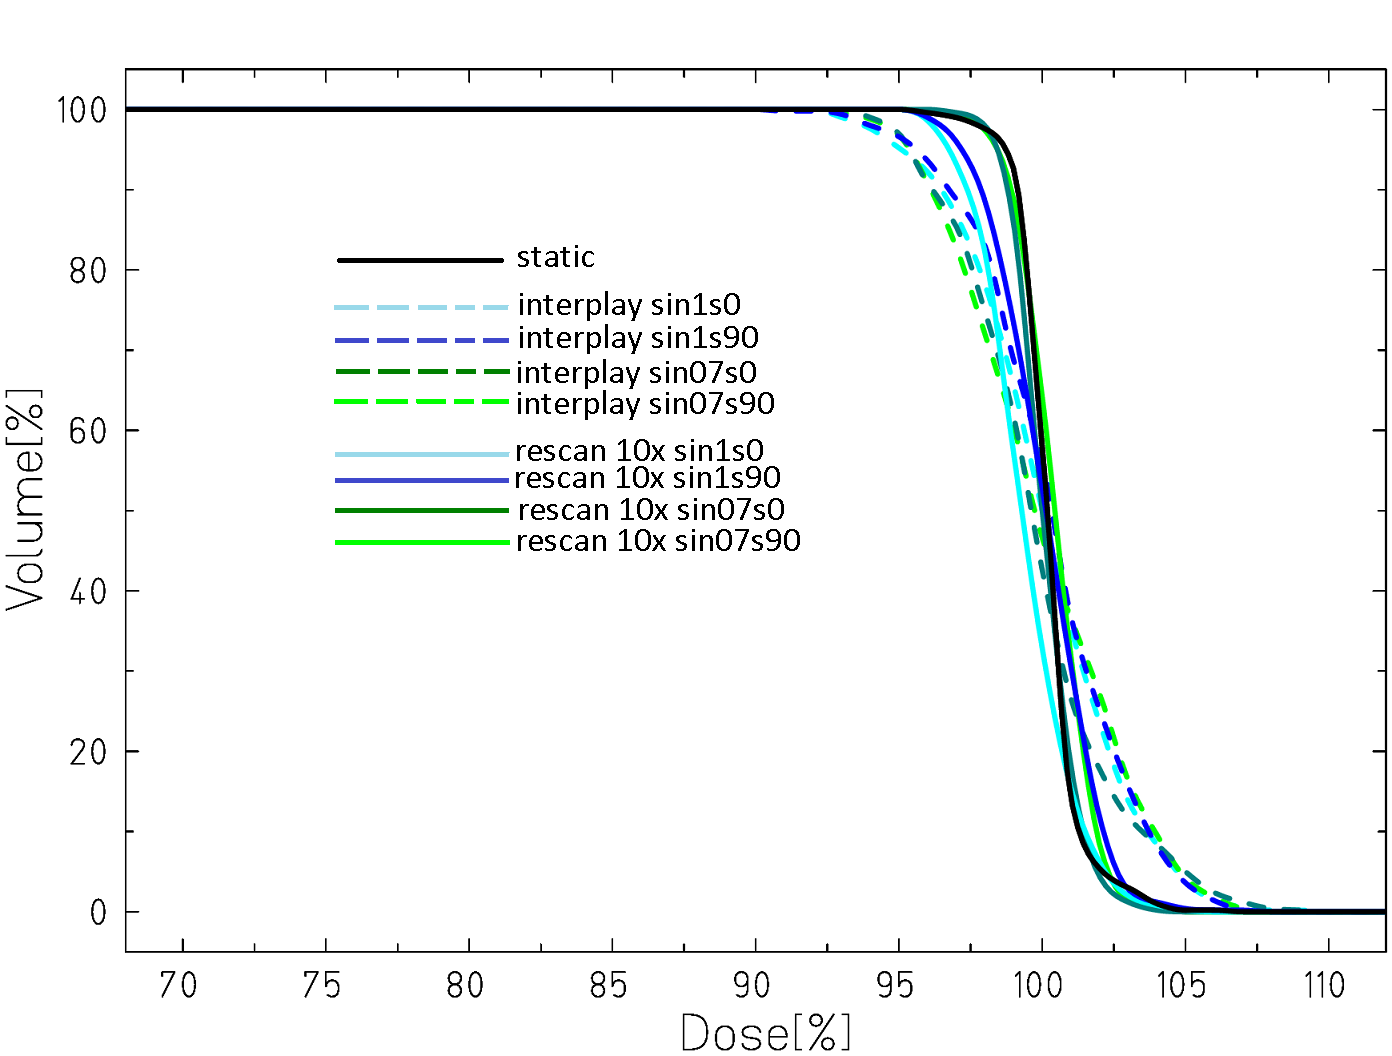 100
80
60
40
20
0
Volume[%]
static
interplay sin1s0
interplay sin1s90
interplay sin07s0
interplay sin07s90
rescan 10x sin1s0
rescan 10x sin1s90
rescan 10x sin07s0
rescan 10x sin07s90
70 75 80 85 90 95 100 105 110
Dose[%]